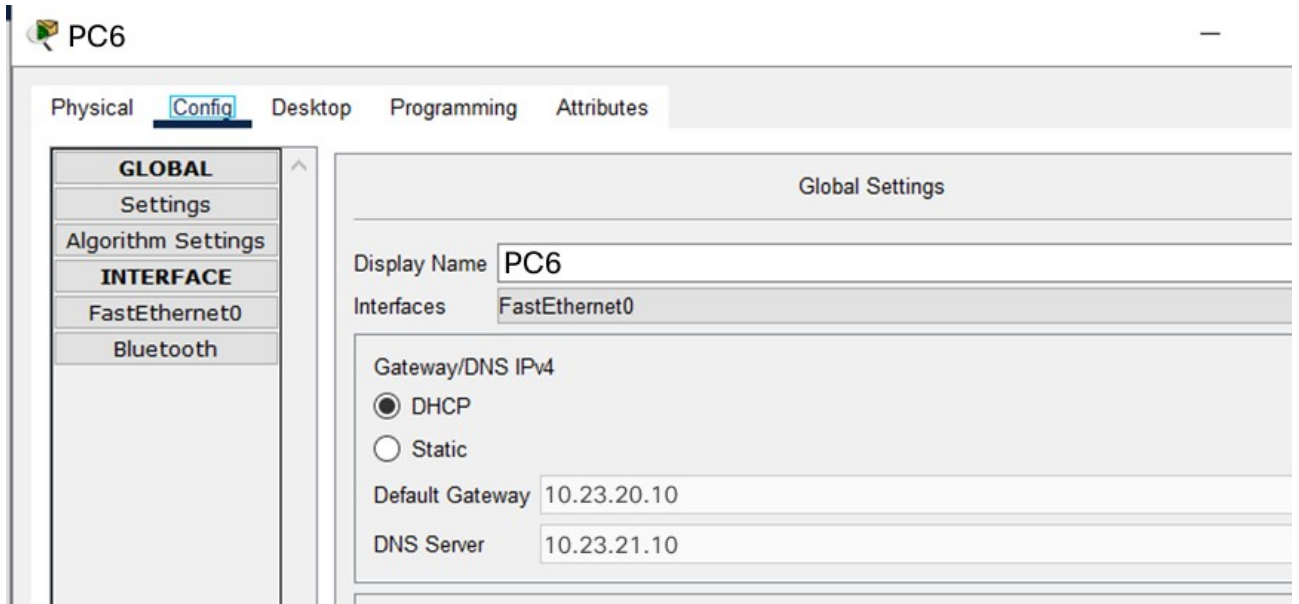 PC6
Physical Config Desktop Programming Attributes
GLOBAL
Settings
Algorithm Settings
INTERFACE
FastEthernet0
Bluetooth
Global Settings
Display Name PC6
Interfaces FastEthernet0
Gateway/DNS IPv4
DHCP
Static
Default Gateway 10.23.20.10
DNS Server 10.23.21.10